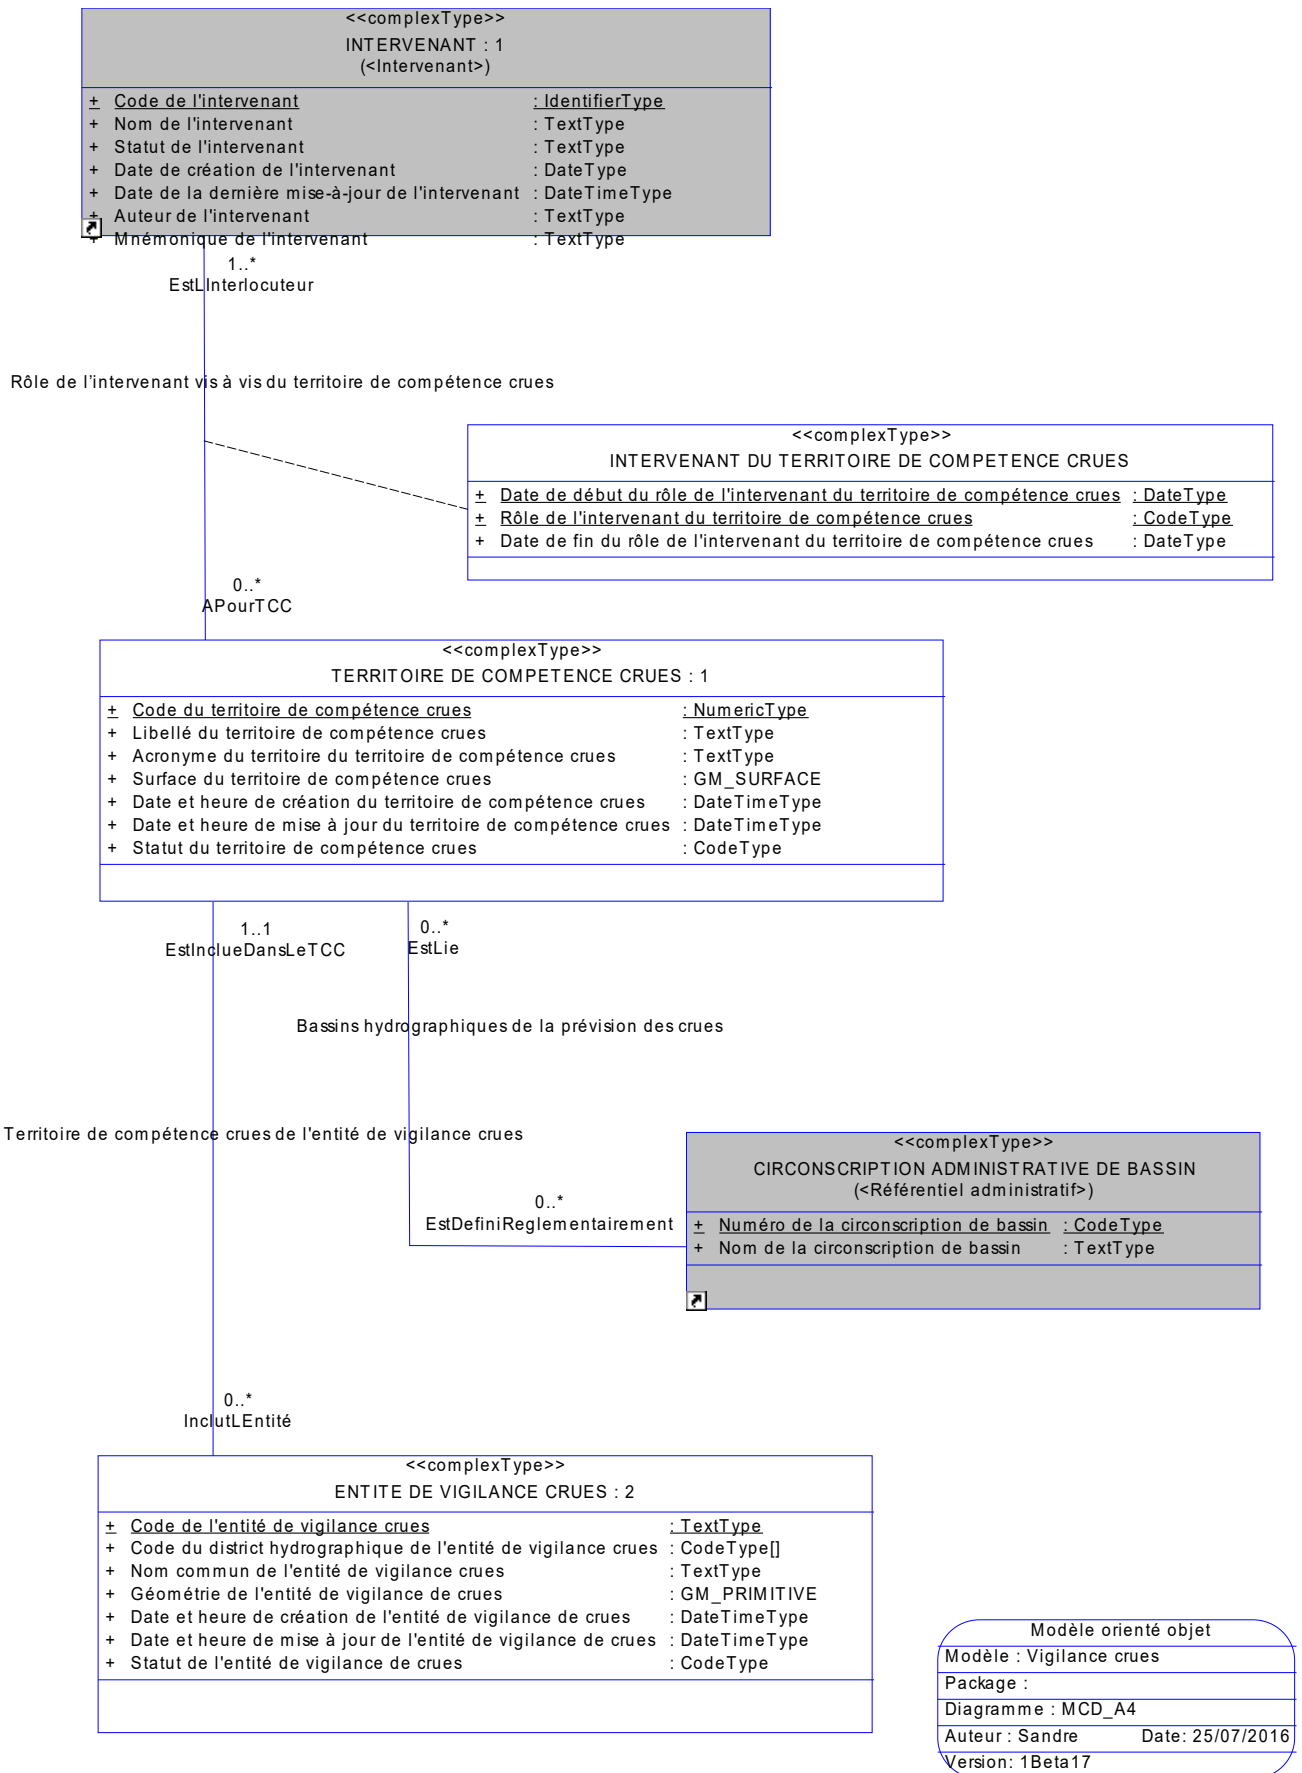 <<complexType>>
INTERVENANT : 1
(<Intervenant>)
+ Code de l'intervenant : IdentifierType
+ Nom de l'intervenant : TextType
+ Statut de l'intervenant : TextType
+ Date de création de l'intervenant : DateType
+ Date de la dernière mise-à-jour de l'intervenant : DateTimeType
+ Auteur de l'intervenant : TextType
+ Mnémonique de l'intervenant : TextType
1..*
EstLInterlocuteur
Rôle de l'intervenant vis à vis du territoire de compétence crues
<<complexType>>
INTERVENANT DU TERRITOIRE DE COMPETENCE CRUES
+ Date de début du rôle de l'intervenant du territoire de compétence crues : DateType
+ Rôle de l'intervenant du territoire de compétence crues : CodeType
+ Date de fin du rôle de l'intervenant du territoire de compétence crues : DateType
0..*
APourTCC
<<complexType>>
TERRITOIRE DE COMPETENCE CRUES : 1
+ Code du territoire de compétence crues : NumericType
+ Libellé du territoire de compétence crues : TextType
+ Acronyme du territoire du territoire de compétence crues : TextType
+ Surface du territoire de compétence crues : GM_SURFACE
+ Date et heure de création du territoire de compétence crues : DateTimeType
+ Date et heure de mise à jour du territoire de compétence crues : DateTimeType
+ Statut du territoire de compétence crues : CodeType
1..1
EstInclueDansLeTCC
0..*
EstLie
Bassins hydrographiques de la prévision des crues
Territoire de compétence crues de l'entité de vigilance crues
<<complexType>>
CIRCONSCRIPTION ADMINISTRATIVE DE BASSIN
(<Référentiel administratif>)
+ Numéro de la circonscription de bassin : CodeType
+ Nom de la circonscription de bassin : TextType
0..*
EstDefiniReglementairement
0..*
InclutLEntité
<<complexType>>
ENTITE DE VIGILANCE CRUES : 2
+ Code de l'entité de vigilance crues : TextType
+ Code du district hydrographique de l'entité de vigilance crues : CodeType[]
+ Nom commun de l'entité de vigilance crues : TextType
+ Géométrie de l'entité de vigilance de crues : GM_PRIMITIVE
+ Date et heure de création de l'entité de vigilance de crues : DateTimeType
+ Date et heure de mise à jour de l'entité de vigilance de crues : DateTimeType
+ Statut de l'entité de vigilance de crues : CodeType
Modèle orienté objet
Modèle : Vigilance crues
Package :
Diagramme : MCD_A4
Auteur : Sandre Date: 25/07/2016
Version: 1Beta17